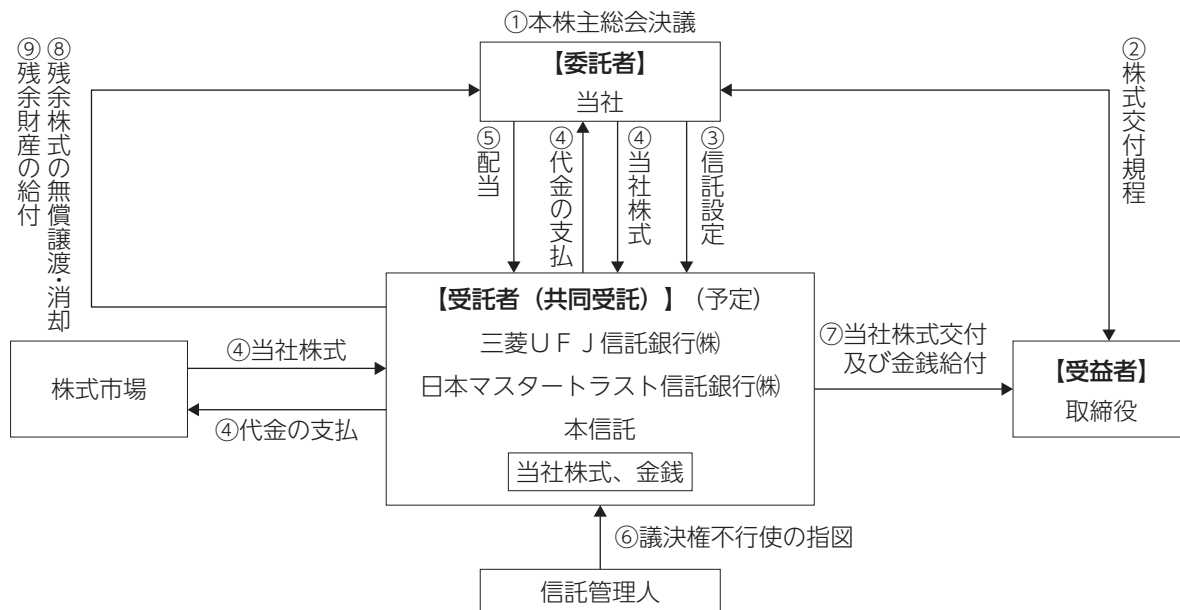 ①本株主総会決議
【委託者】
当社
⑨残余財産の給付
⑧残余株式の無償譲渡・消却
②株式交付規程
⑤配当
④代金の支払
④当社株式
③信託設定
【受託者（共同受託）】（予定）
三菱ＵＦＪ信託銀行㈱
日本マスタートラスト信託銀行㈱
本信託
当社株式、金銭
株式市場
④当社株式
④代金の支払
⑦当社株式交付
及び金銭給付
【受益者】
取締役
⑥議決権不行使の指図
信託管理人